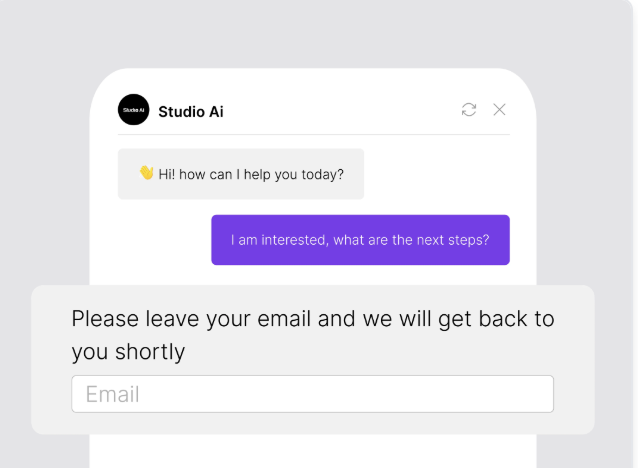 Studio Ai
Studio Ai
👋 Hi! how can I help you today?
I am interested, what are the next steps?
Please leave your email and we will get back to
you shortly
Email